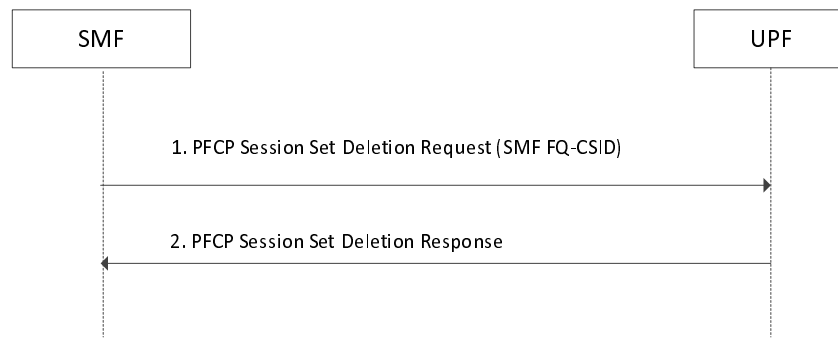 SMF
UPF
1. PFCP Session Set Deletion Request (SMF FQ-CSID)
2. PFCP Session Set Deletion Response